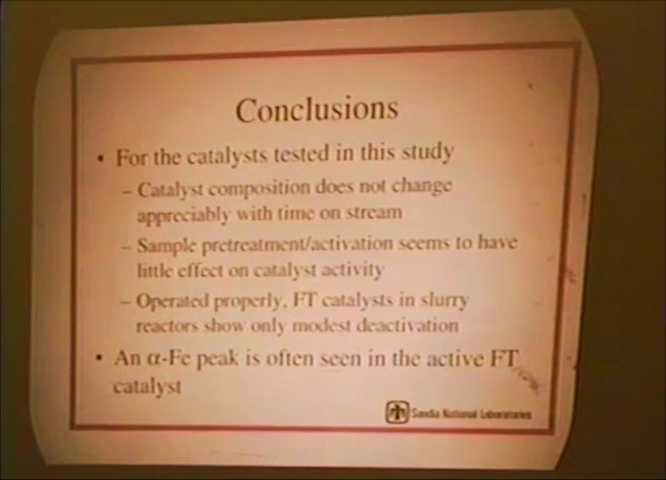 Conclusions
• For the catalysts tested in this study
– Catalyst composition does not change
appreciably with time on stream
– Sample pretreatment/activation seems to have
little effect on catalyst activity
– Operated properly, FT catalysts in slurry
reactors show only modest deactivation
• An α-Fe peak is often seen in the active FT
catalyst
Sandia National Laboratories